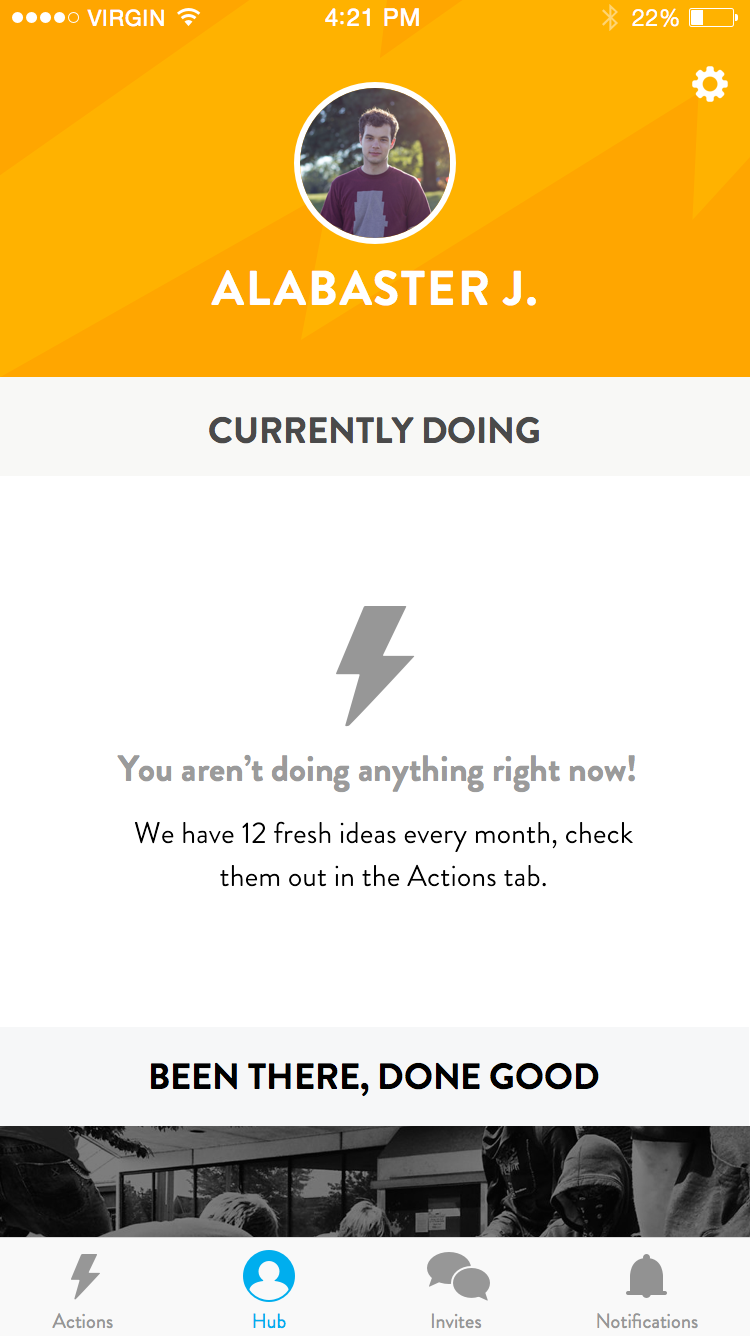 VIRGIN 4:21 PM 22%
ALABASTER J.
CURRENTLY DOING
You aren't doing anything right now!
We have 12 fresh ideas every month, check
them out in the Actions tab.
BEEN THERE, DONE GOOD
Actions Hub Invites Notifications